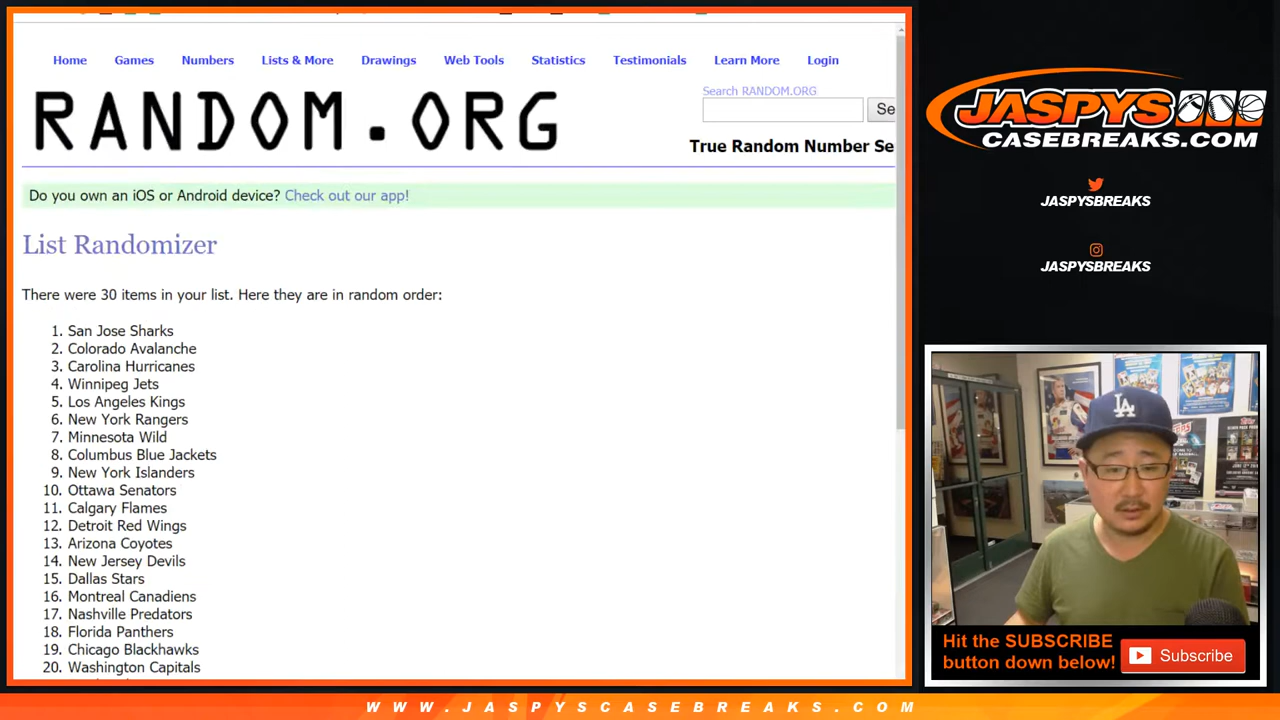 Home Games Numbers Lists & More Drawings Web Tools Statistics Testimonials Learn More Login
Search RANDOM.ORG
RANDOM.ORG
Se
True Random Number Se
Do you own an iOS or Android device? Check out our app!
List Randomizer
There were 30 items in your list. Here they are in random order:
1. San Jose Sharks
2. Colorado Avalanche
3. Carolina Hurricanes
4. Winnipeg Jets
5. Los Angeles Kings
6. New York Rangers
7. Minnesota Wild
8. Columbus Blue Jackets
9. New York Islanders
10. Ottawa Senators
11. Calgary Flames
12. Detroit Red Wings
13. Arizona Coyotes
14. New Jersey Devils
15. Dallas Stars
16. Montreal Canadiens
17. Nashville Predators
18. Florida Panthers
19. Chicago Blackhawks
20. Washington Capitals
JASPYS
CASEBREAKS.COM
JASPYSBREAKS
JASPYSBREAKS
LA
Hit the SUBSCRIBE
button down below!
Subscribe
WWW.JASPYSCASEBREAKS.COM